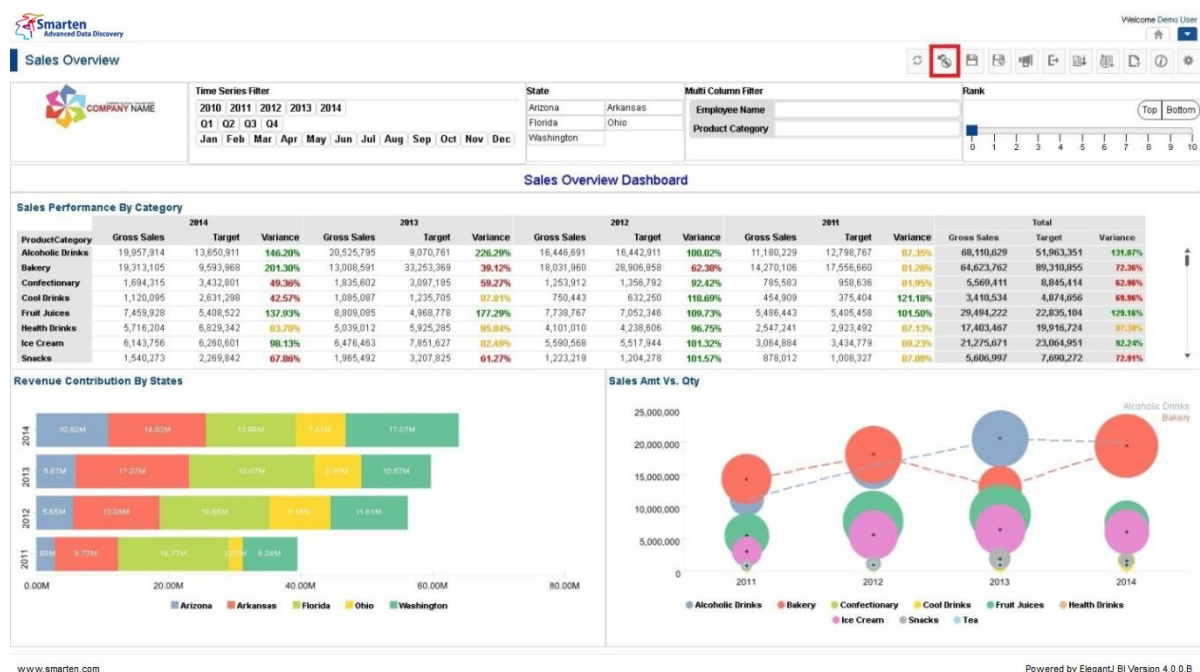 Smarten
Advanced Data Discovery
Welcome Demo User
Sales Overview
COMPANY NAME
Time Series Filter
2010 2011 2012 2013 2014
Q1 Q2 Q3 Q4
Jan Feb Mar Apr May Jun Jul Aug Sep Oct Nov Dec
State
Arizona Arkansas
Florida Ohio
Washington
Multi Column Filter
Employee Name
Product Category
Rank
Top Bottom
0 1 2 3 4 5 6 7 8 9 10
Sales Overview Dashboard
Sales Performance By Category
2014 2013 2012 2011 Total
ProductCategory Gross Sales Target Variance Gross Sales Target Variance Gross Sales Target Variance Gross Sales Target Variance Gross Sales Target Variance
Alcoholic Drinks 19,957,914 13,650,911 146.20% 20,525,795 9,070,761 226.29% 16,446,691 16,442,911 100.02% 11,180,229 12,798,767 87.35% 68,110,629 51,963,351 131.07%
Bakery 19,313,105 9,593,968 201.30% 13,008,591 33,253,369 39.12% 18,031,960 28,906,858 62.38% 14,270,106 17,556,660 81.28% 64,623,762 89,310,855 72.36%
Confectionary 1,694,315 3,432,801 49.36% 1,835,602 3,097,185 59.27% 1,253,912 1,356,792 92.42% 785,583 958,636 81.95% 5,569,411 8,845,414 62.96%
Cool Drinks 1,120,095 2,631,298 42.57% 1,085,087 1,235,705 87.81% 750,443 632,250 118.69% 454,909 375,404 121.18% 3,410,534 4,874,656 69.96%
Fruit Juices 7,459,928 5,408,522 137.93% 8,809,085 4,968,778 177.29% 7,738,767 7,052,346 109.73% 5,486,443 5,405,458 101.50% 29,494,222 22,835,104 129.16%
Health Drinks 5,716,204 6,829,342 83.70% 5,039,012 5,925,285 85.04% 4,101,010 4,238,606 96.75% 2,547,241 2,923,492 87.13% 17,403,467 19,916,724 87.38%
Ice Cream 6,143,756 6,260,601 98.13% 6,476,463 7,851,627 82.49% 5,590,568 5,517,944 101.32% 3,064,884 3,434,779 89.23% 21,275,671 23,064,951 92.24%
Snacks 1,540,273 2,269,842 67.86% 1,965,492 3,207,825 61.27% 1,223,219 1,204,278 101.57% 878,012 1,008,327 87.08% 5,606,997 7,690,272 72.91%
Revenue Contribution By States
2014 10.92M 14.83M 13.66M 17.07M
2013 5.87M 17.27M 10.57M
2012 5.65M 13.09M 16.65M 11.61M
2011 9.73M 16.77M 9.24M
0.00M 20.00M 40.00M 60.00M 80.00M
Arizona Arkansas Florida Ohio Washington
Sales Amt Vs. Qty
25,000,000
20,000,000
15,000,000
10,000,000
5,000,000
0
Alcoholic Drinks
Bakery
2011 2012 2013 2014
Alcoholic Drinks Bakery Confectionary Cool Drinks Fruit Juices Health Drinks
Ice Cream Snacks Tea
www.smarten.com
Powered by ElegantJ BI Version 4.0.0.B